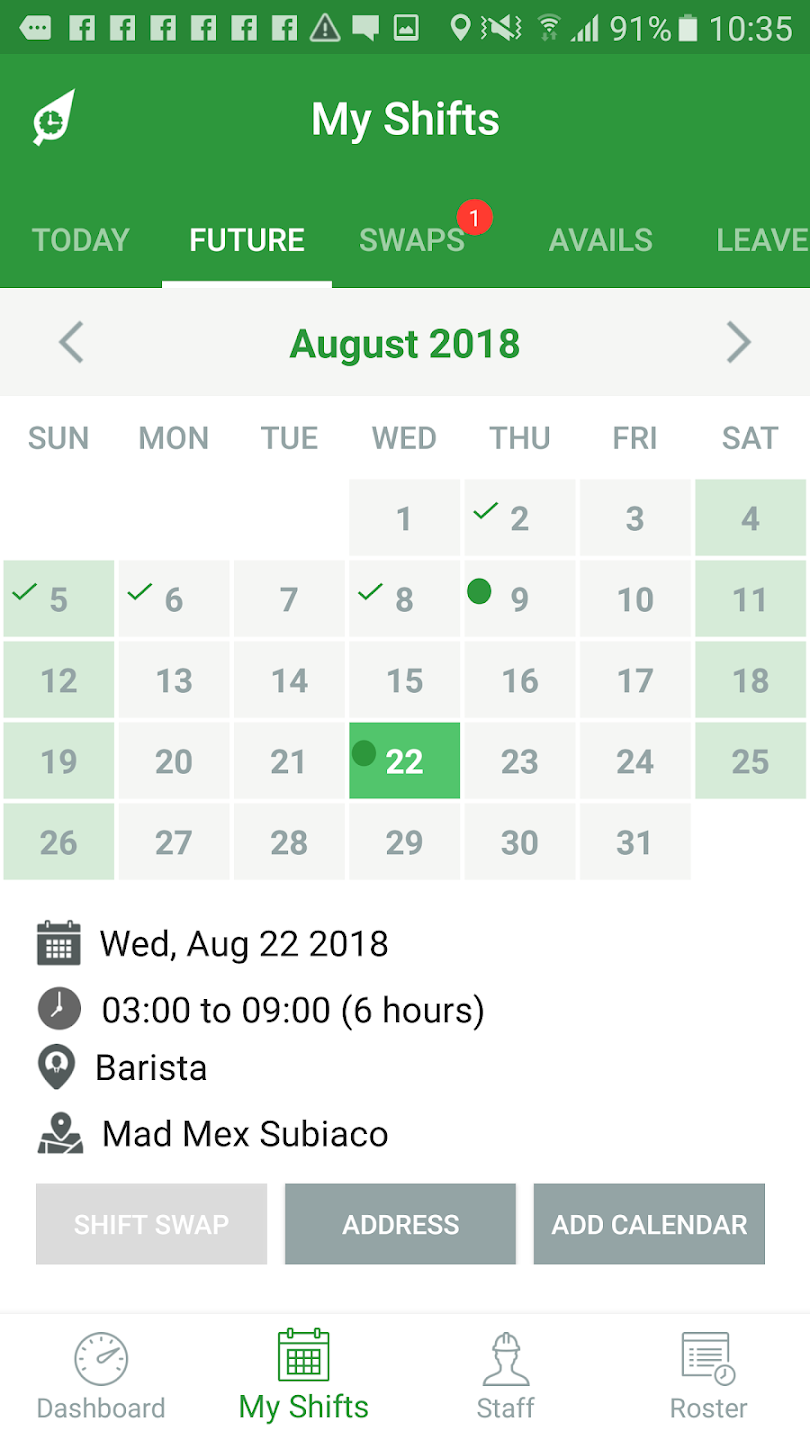 91% 10:35
My Shifts
TODAY FUTURE SWAPS 1 AVAILS LEAVE
August 2018
SUN MON TUE WED THU FRI SAT
1 2 3 4
5 6 7 8 9 10 11
12 13 14 15 16 17 18
19 20 21 22 23 24 25
26 27 28 29 30 31
Wed, Aug 22 2018
03:00 to 09:00 (6 hours)
Barista
Mad Mex Subiaco
SHIFT SWAP ADDRESS ADD CALENDAR
Dashboard My Shifts Staff Roster